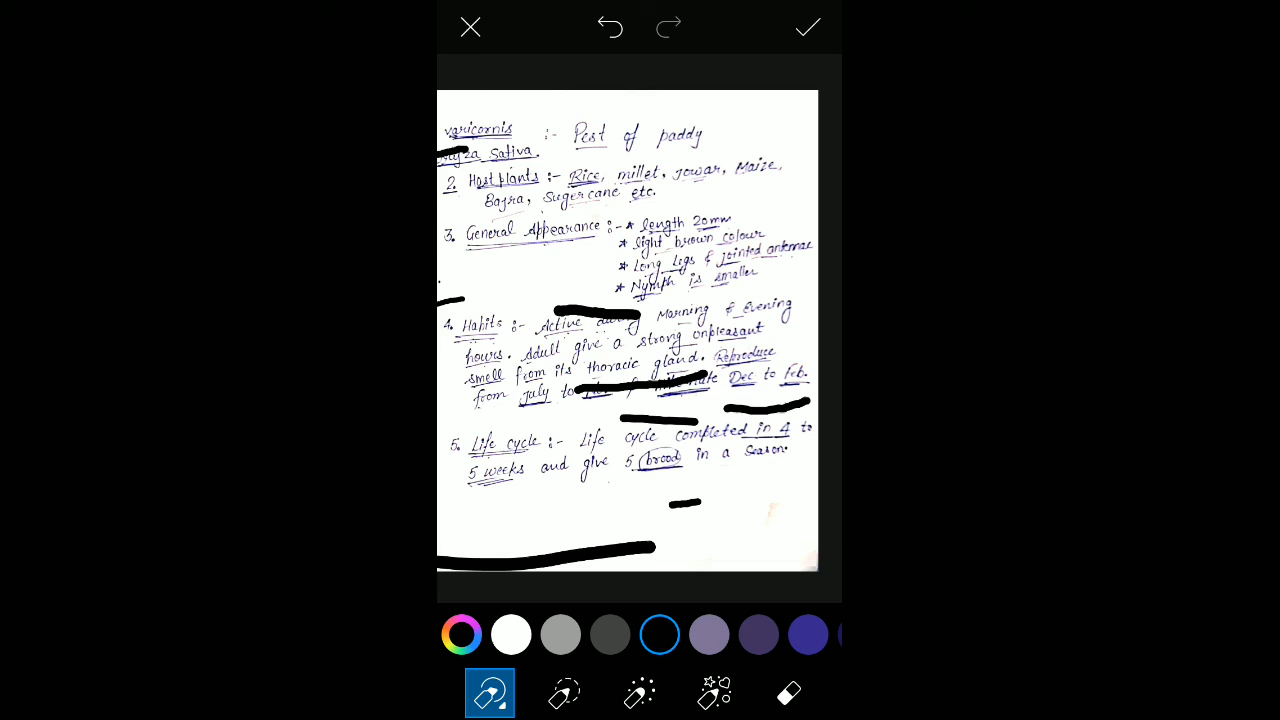 varicornis :- Pest of paddy
Sativa.
2. Host plants :- Rice, millet, Jowar, Maize,
Bajra, Sugercane etc.
3. General Appearance :- * length 20mm
* light brown colour
* Long Legs & jointed antennae
* Nymph is smaller
4. Habits :- Active during Morning & Evening
hours. Adult give a strong unpleasant
smell from its thoracic gland. Reproduce
from July to Dec to Feb.
5. Life cycle :- Life cycle completed in 4 to
5 weeks and give 5 brood in a season.